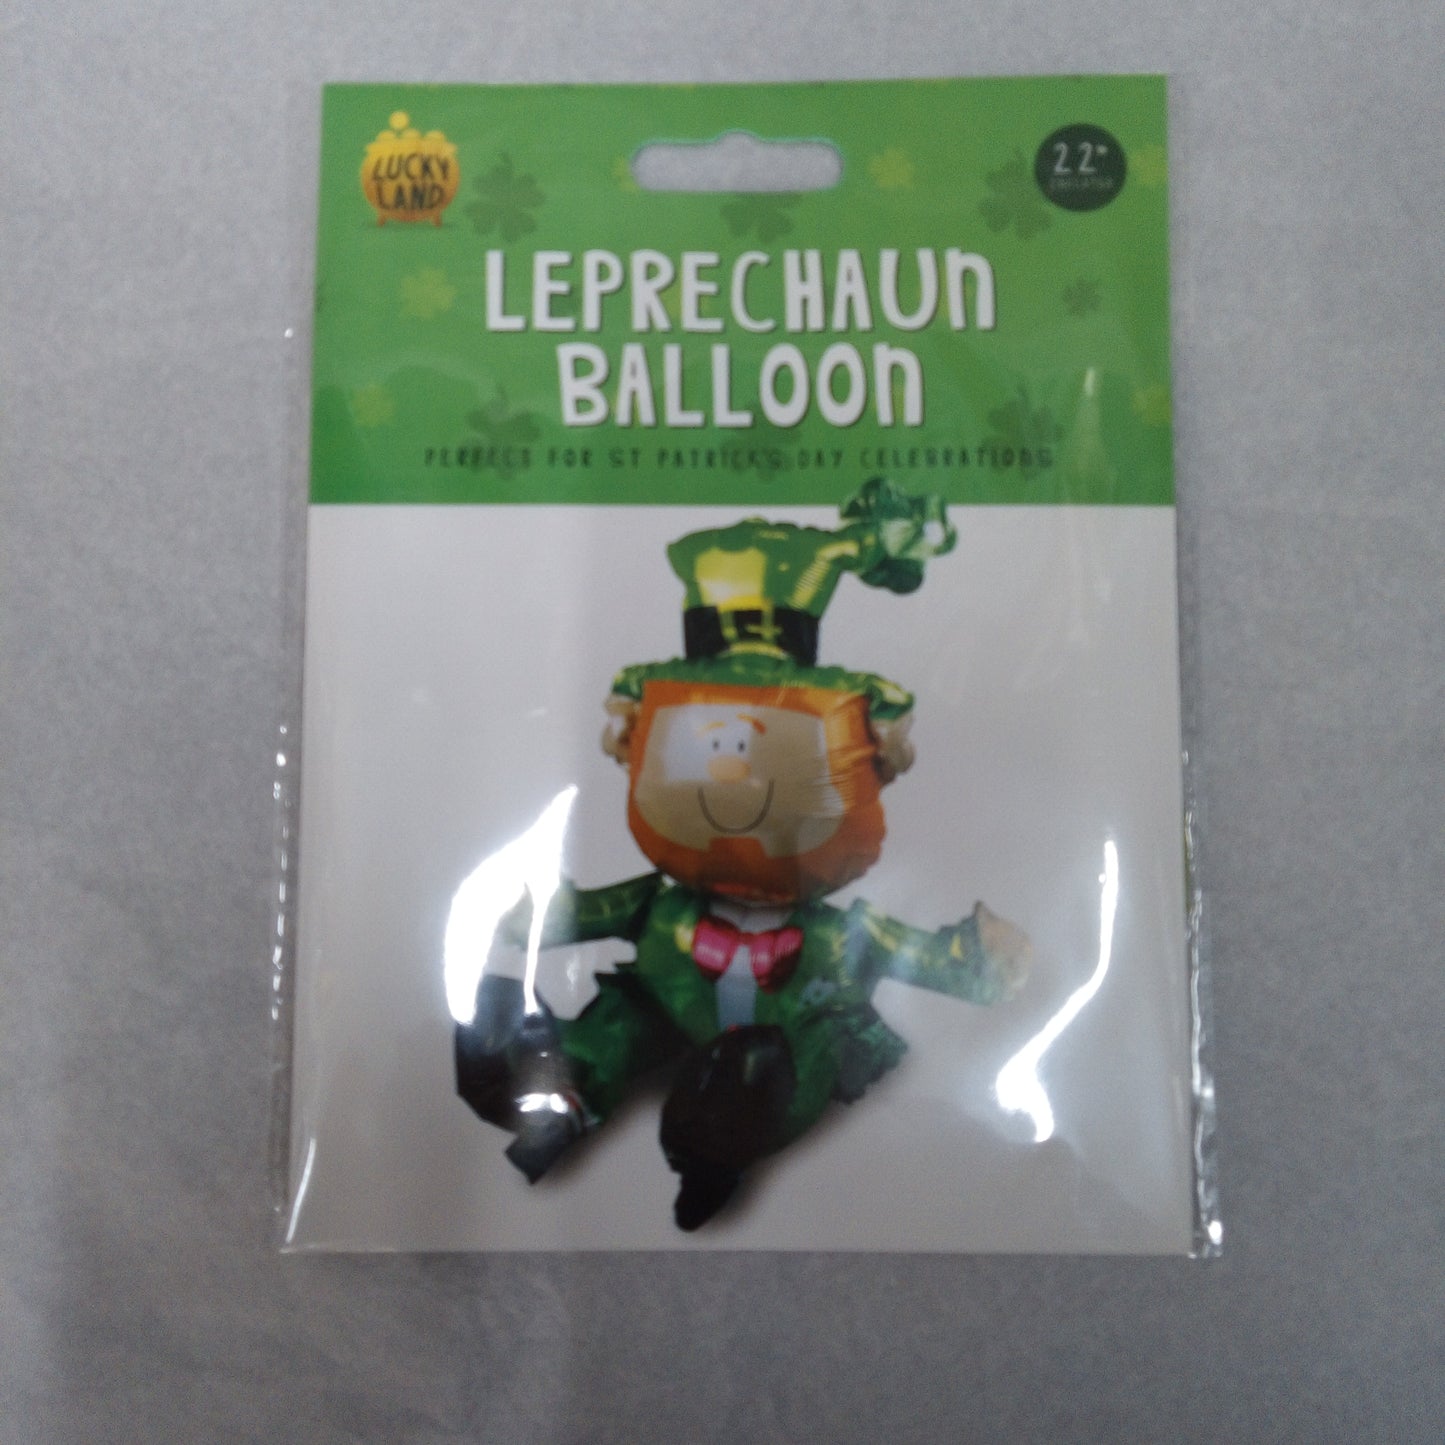 LUCKY
LAND
22"
LEPRECHAUN
BALLOON
PERFECT FOR ST PATRICK'S DAY CELEBRATIONS